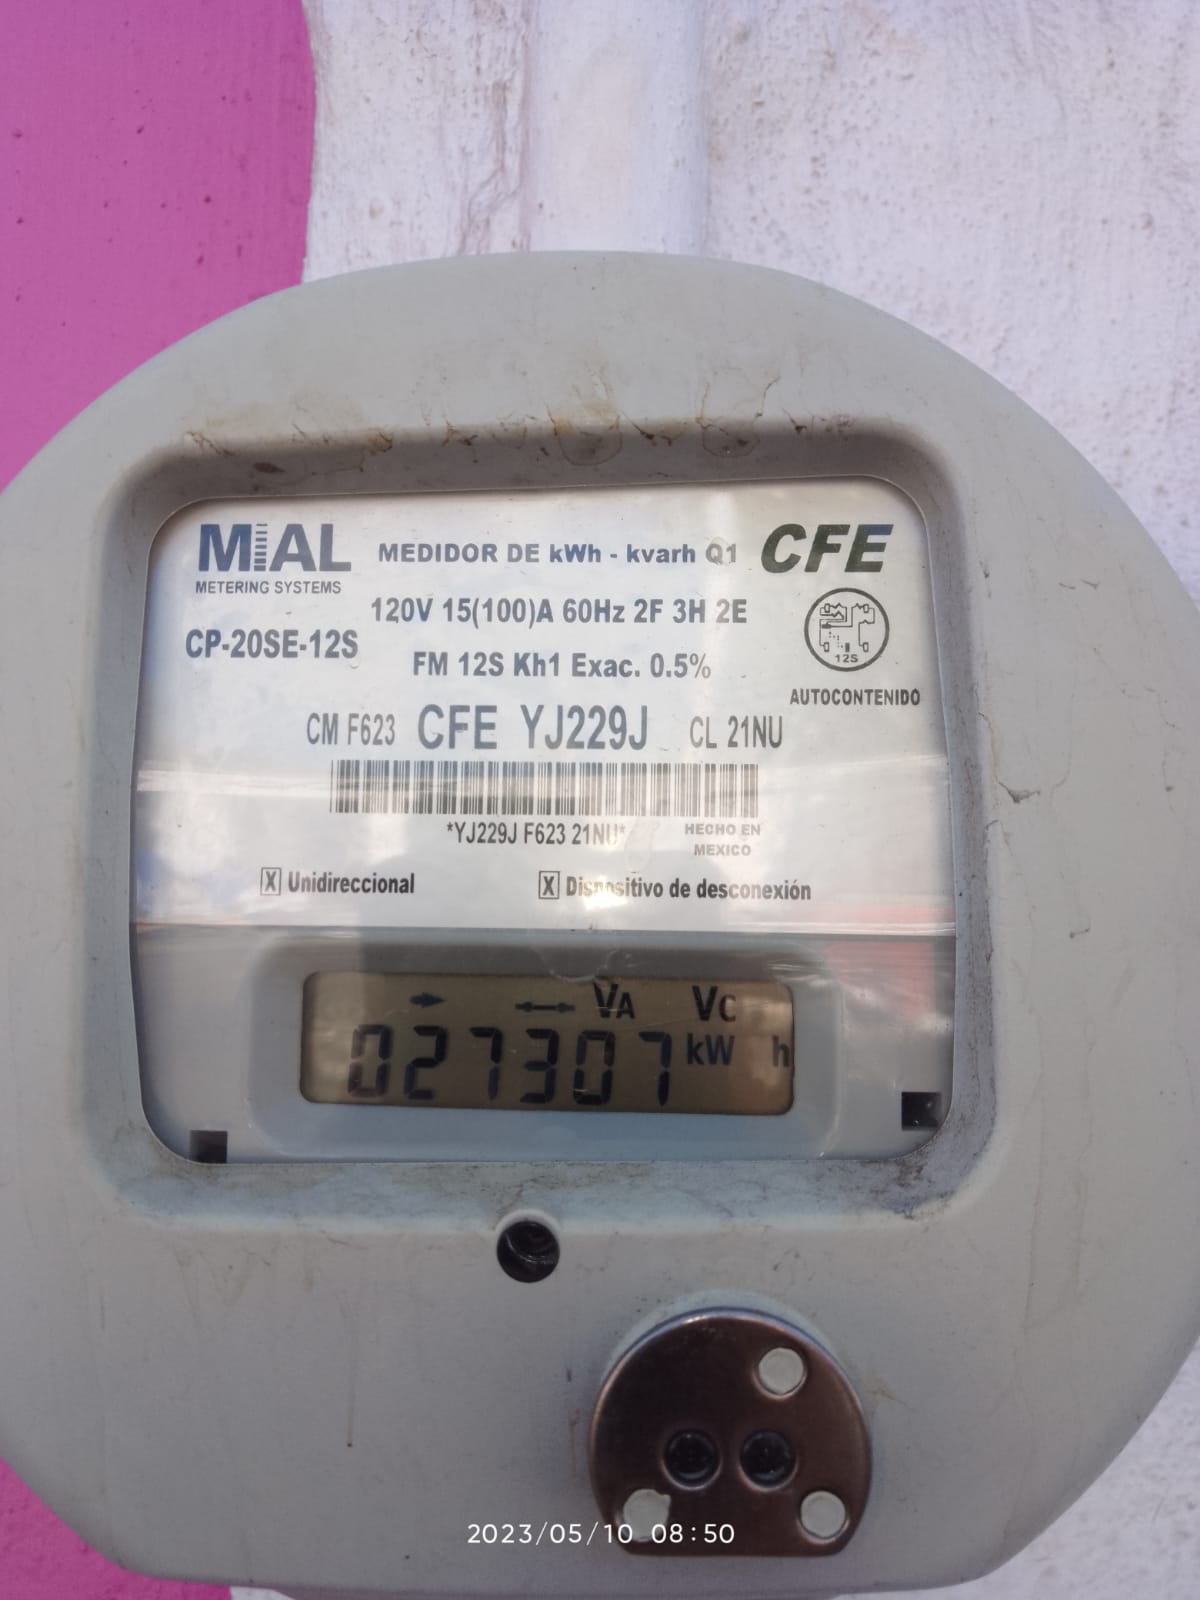 MIAL
METERING SYSTEMS
MEDIDOR DE kWh - kvarh Q1
CFE
120V 15(100)A 60Hz 2F 3H 2E
CP-20SE-12S
FM 12S Kh1 Exac. 0.5%
12S
AUTOCONTENIDO
CM F623 CFE YJ229J CL 21NU
*YJ229J F623 21NU*
HECHO EN
MEXICO
X Unidireccional
X Dispositivo de desconexión
VA VC
027307 kW h
2023/05/10 08:50